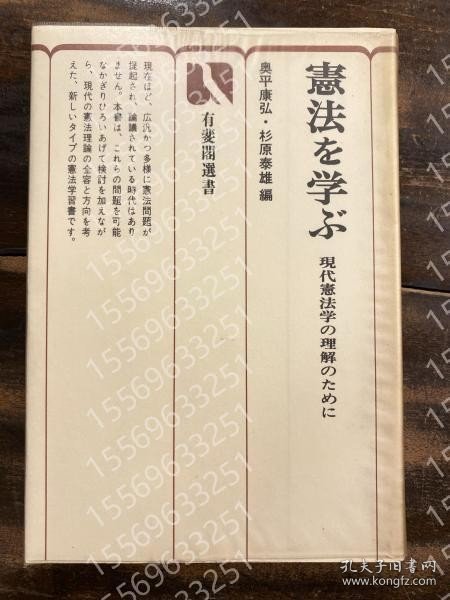 憲法を学ぶ
現代憲法学の理解のために
奥平康弘・杉原泰雄編
有斐閣選書
現在ほど、広汎かつ多様に憲法問題が
提起され、論議されている時代はあり
ません。本書は、これらの問題を可能
なかぎりひろいあげて検討を加えなが
ら、現代の憲法理論の全容と方向を考
えた、新しいタイプの憲法学習書です。
15569633251
孔夫子旧书网
www.kongfz.com